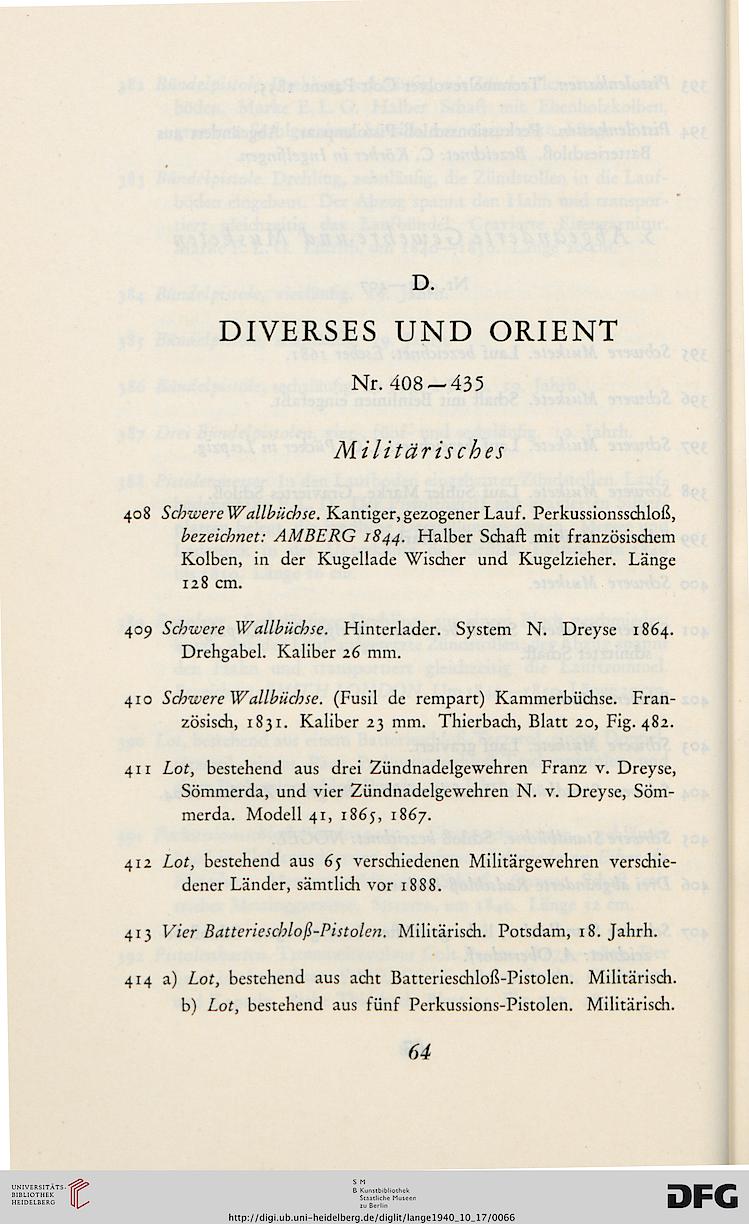 D.
DIVERSES UND ORIENT
Nr. 408—435
Militärisches
408 Schwere Wallbüchse. Kantiger, gezogener Lauf. Perkussionsschloß,
bezeichnet: AMBERG 1844. Halber Schaft mit französischem
Kolben, in der Kugellade Wischer und Kugelzieher. Länge
128 cm.
409 Schwere Wallbüchse. Hinterlader. System N. Dreyse 1864.
Drehgabel. Kaliber 26 mm.
410 Schwere Wallbüchse. (Fusil de rempart) Kammerbüchse. Fran-
zösisch, 1831. Kaliber 23 mm. Thierbach, Blatt 20, Fig. 482.
411 Lot, bestehend aus drei Zündnadelgewehren Franz v. Dreyse,
Sömmerda, und vier Zündnadelgewehren N. v. Dreyse, Söm-
merda. Modell 41, 1865, 1867.
412 Lot, bestehend aus 65 verschiedenen Militärgewehren verschie-
dener Länder, sämtlich vor 1888.
413 Vier Batterieschloß-Pistolen. Militärisch. Potsdam, 18. Jahrh.
414 a) Lot, bestehend aus acht Batterieschloß-Pistolen. Militärisch.
b) Lot, bestehend aus fünf Perkussions-Pistolen. Militärisch.
64
UNIVERSITÄTS-
BIBLIOTHEK
HEIDELBERG
S M
B Kunstbibliothek
Staatliche Museen
zu Berlin
DFG
http://digi.ub.uni-heidelberg.de/diglit/lange1940_10_17/0066